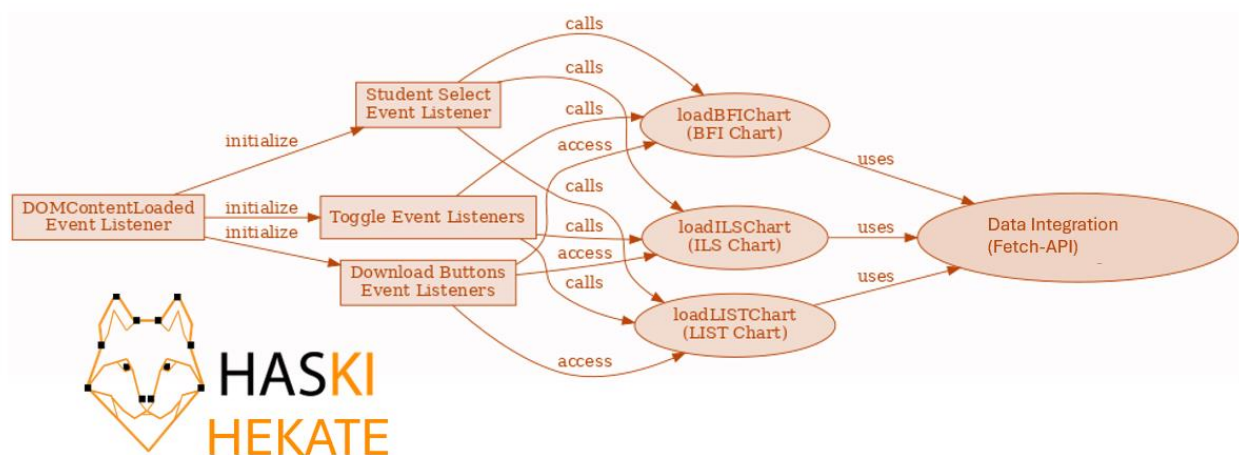 calls
calls
Student Select
Event Listener
loadBFIChart
(BFI Chart)
calls
initialize
access
uses
DOMContentLoaded
Event Listener
initialize
initialize
Toggle Event Listeners
calls
calls
access
loadILSChart
(ILS Chart)
uses
Data Integration
(Fetch-API)
Download Buttons
Event Listeners
calls
uses
loadLISTChart
(LIST Chart)
access
HASKI
HEKATE